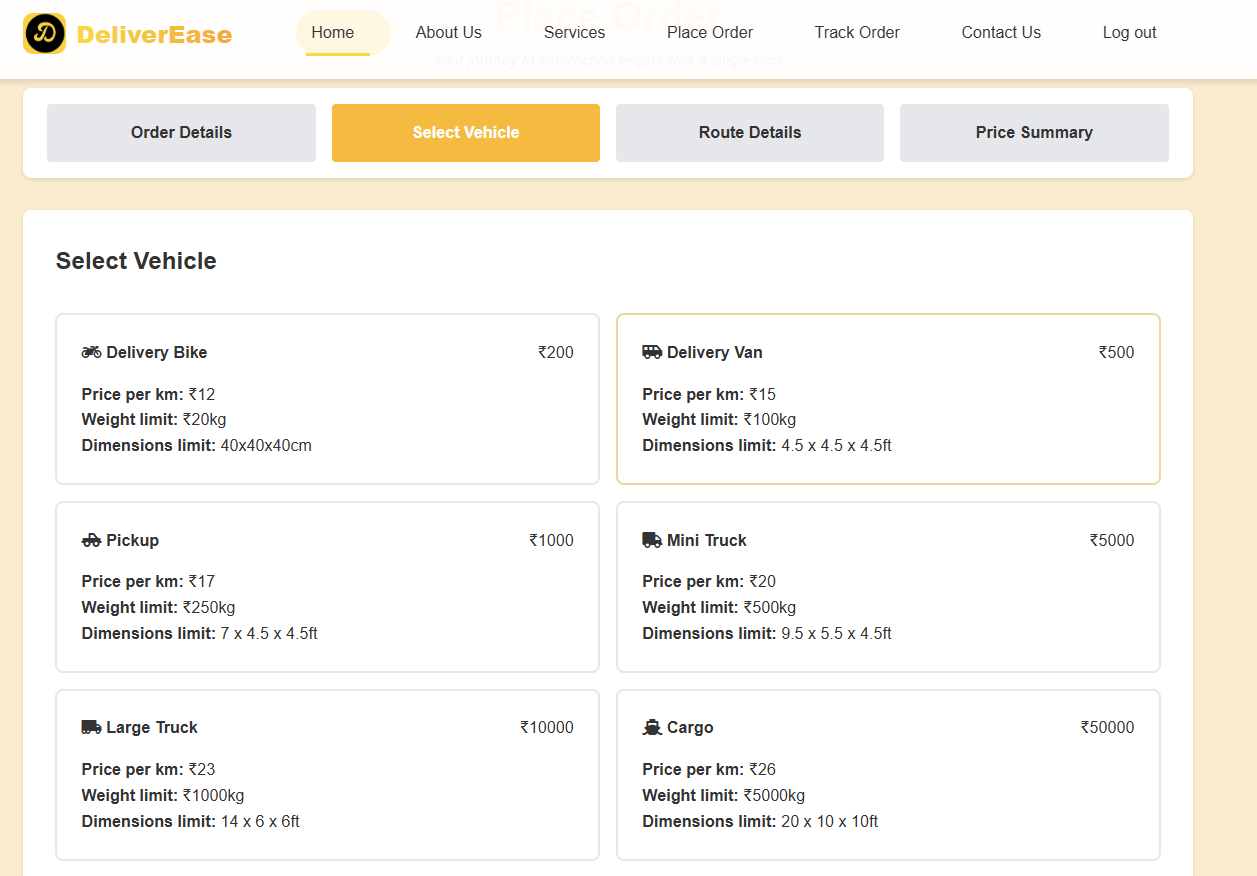 DeliverEase
Home
About Us
Services
Place Order
Track Order
Contact Us
Log out
Place Order
Your journey to satisfaction begins with a single click
Order Details
Select Vehicle
Route Details
Price Summary
Select Vehicle
Delivery Bike
₹200
Price per km: ₹12
Weight limit: ₹20kg
Dimensions limit: 40x40x40cm
Delivery Van
₹500
Price per km: ₹15
Weight limit: ₹100kg
Dimensions limit: 4.5 x 4.5 x 4.5ft
Pickup
₹1000
Price per km: ₹17
Weight limit: ₹250kg
Dimensions limit: 7 x 4.5 x 4.5ft
Mini Truck
₹5000
Price per km: ₹20
Weight limit: ₹500kg
Dimensions limit: 9.5 x 5.5 x 4.5ft
Large Truck
₹10000
Price per km: ₹23
Weight limit: ₹1000kg
Dimensions limit: 14 x 6 x 6ft
Cargo
₹50000
Price per km: ₹26
Weight limit: ₹5000kg
Dimensions limit: 20 x 10 x 10ft